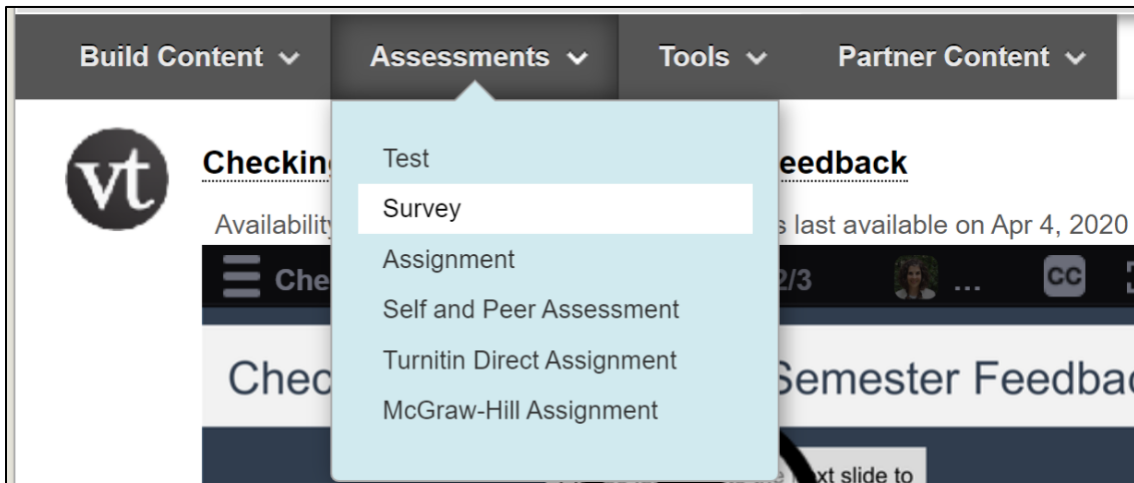 Build Content Assessments Tools Partner Content
vt
Checkin eedback
Test
Survey
Availability s last available on Apr 4, 2020
Assignment
Che 2/3 ... CC
Self and Peer Assessment
Turnitin Direct Assignment
Chec Semester Feedba
McGraw-Hill Assignment
xt slide to